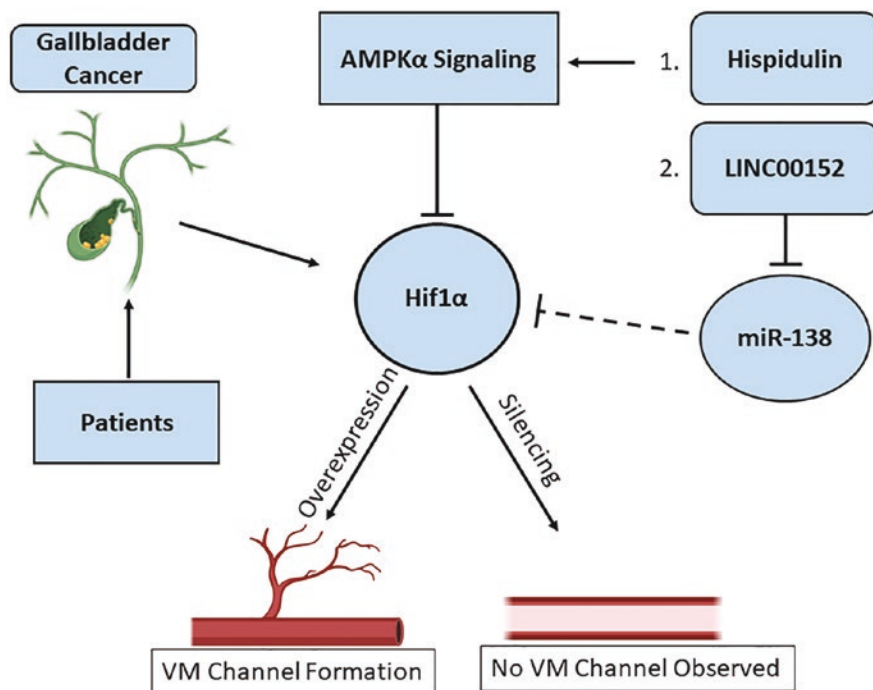 Gallbladder
Cancer
AMPKα Signaling
1.
Hispidulin
2.
LINC00152
Hif1α
miR-138
Patients
Overexpression
Silencing
VM Channel Formation
No VM Channel Observed